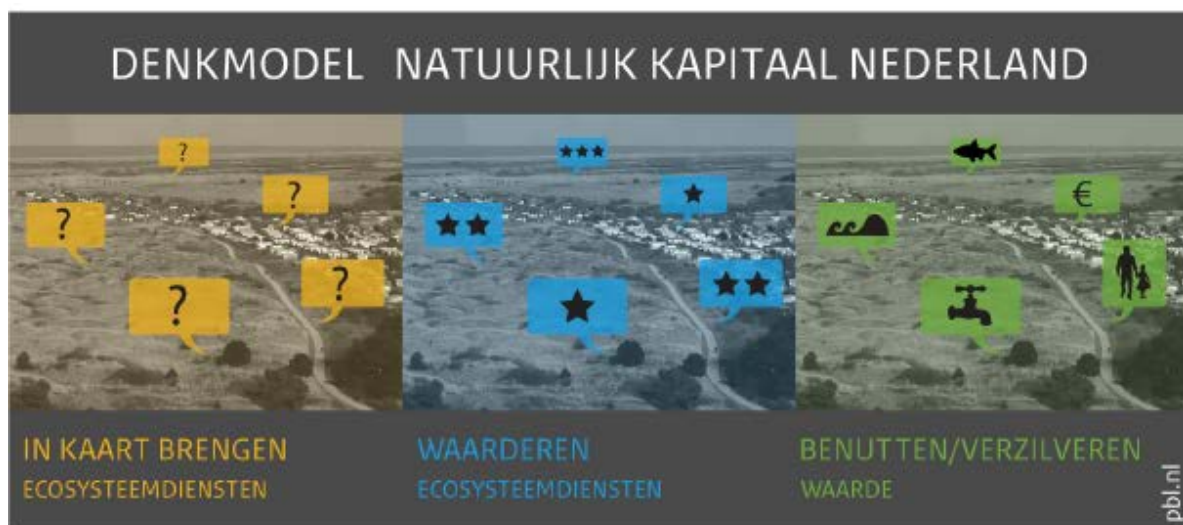 DENKMODEL NATUURLIJK KAPITAAL NEDERLAND
?
?
?
?
?
€
IN KAART BRENGEN
ECOSYSTEEMDIENSTEN
WAARDEREN
ECOSYSTEEMDIENSTEN
BENUTTEN/VERZILVEREN
WAARDE
pbl.nl